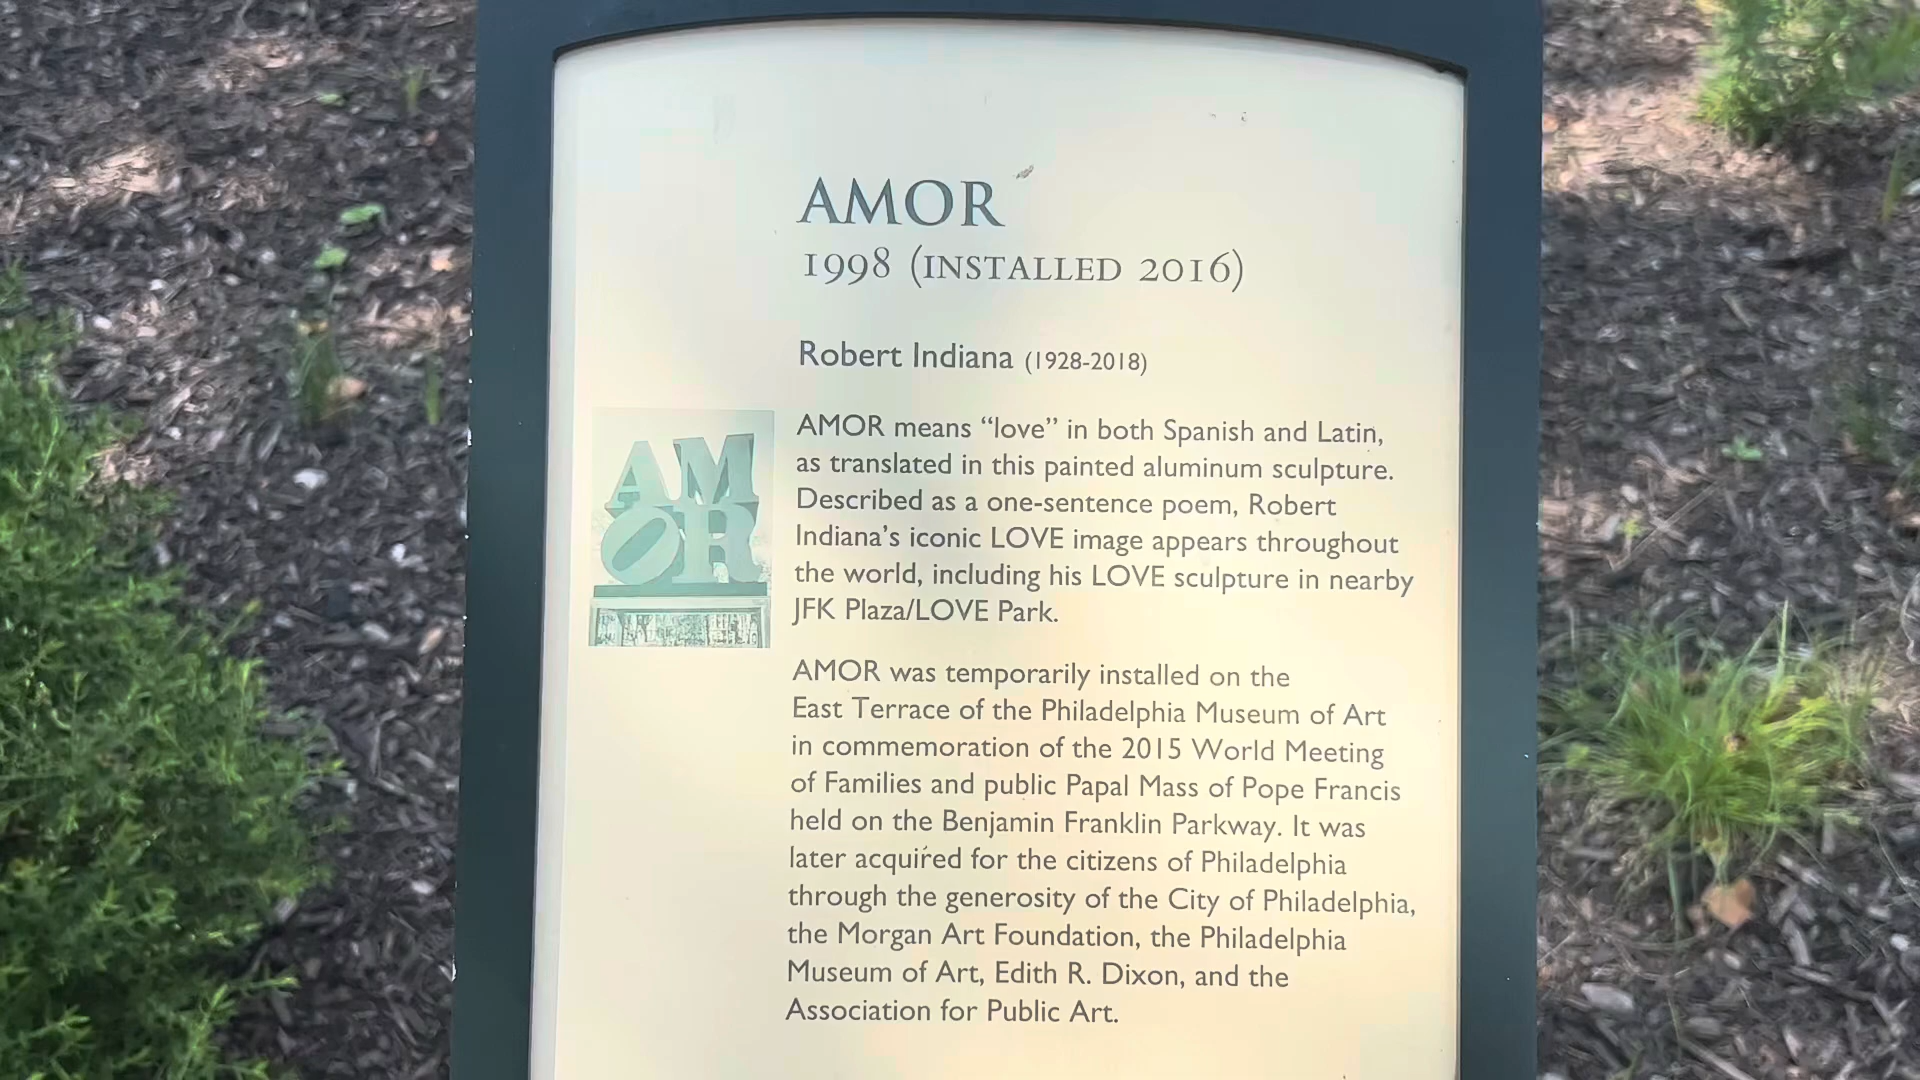 AMOR
1998 (INSTALLED 2016)
Robert Indiana (1928-2018)
AMOR means “love” in both Spanish and Latin,
as translated in this painted aluminum sculpture.
Described as a one-sentence poem, Robert
Indiana’s iconic LOVE image appears throughout
the world, including his LOVE sculpture in nearby
JFK Plaza/LOVE Park.
AM
OR
AMOR was temporarily installed on the
East Terrace of the Philadelphia Museum of Art
in commemoration of the 2015 World Meeting
of Families and public Papal Mass of Pope Francis
held on the Benjamin Franklin Parkway. It was
later acquired for the citizens of Philadelphia
through the generosity of the City of Philadelphia,
the Morgan Art Foundation, the Philadelphia
Museum of Art, Edith R. Dixon, and the
Association for Public Art.